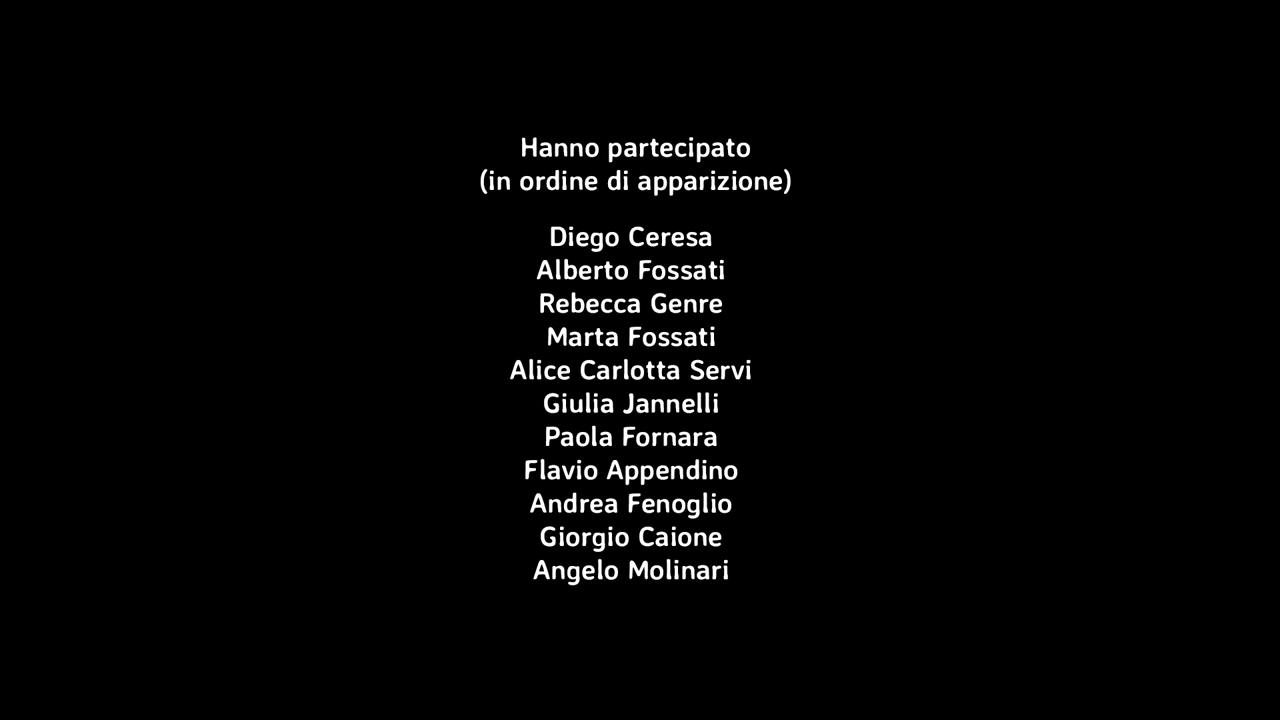 Hanno partecipato
(in ordine di apparizione)
Diego Ceresa
Alberto Fossati
Rebecca Genre
Marta Fossati
Alice Carlotta Servi
Giulia Jannelli
Paola Fornara
Flavio Appendino
Andrea Fenoglio
Giorgio Caione
Angelo Molinari